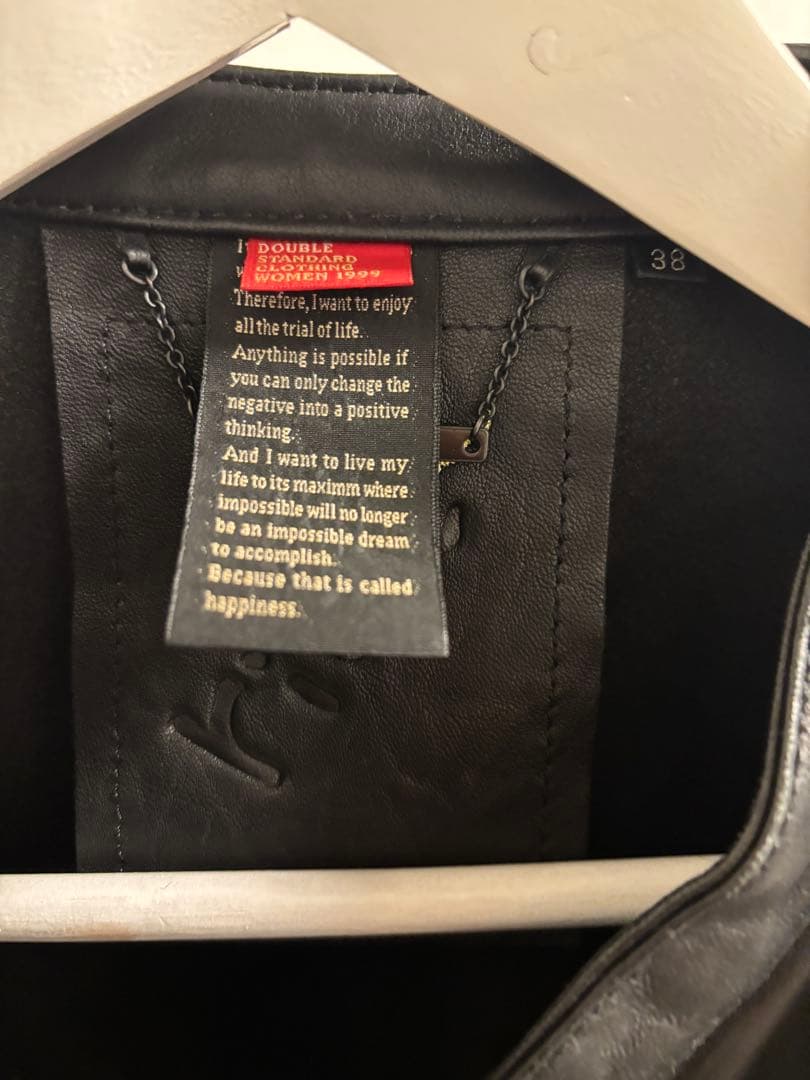 DOUBLE
STANDARD
CLOTHING
WOMEN 1999
38
Therefore, I want to enjoy
all the trial of life.
Anything is possible if
you can only change the
negative into a positive
thinking.
And I want to live my
life to its maximm where
impossible will no longer
be an impossible dream
to accomplish.
Because that is called
happiness.